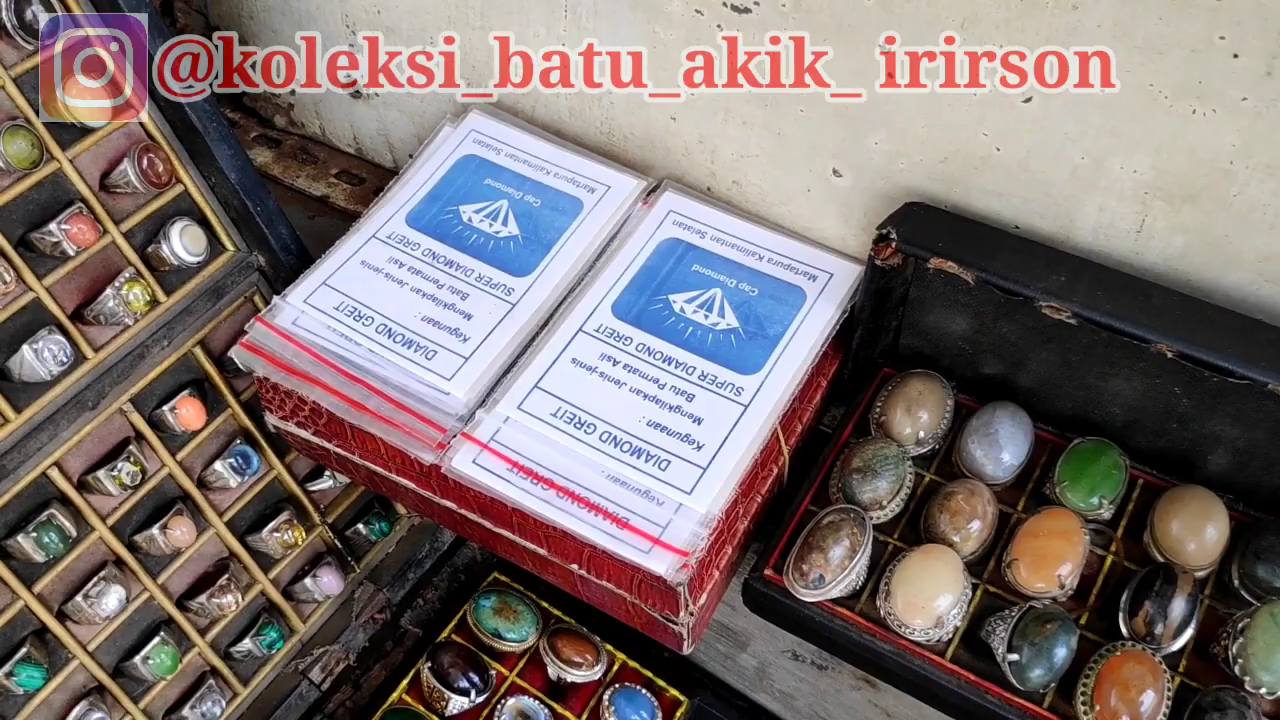 @koleksi_batu_akik_ irirson
DIAMOND GREIT
Kegunaan :
Mengkilapkan Jenis-jenis
Batu Permata Asli
SUPER DIAMOND GREIT
Cap Diamond
Martapura Kalimantan Selatan
DIAMOND GREIT
Kegunaan :
DIAMOND GREIT
Kegunaan :
Mengkilapkan Jenis-jenis
Batu Permata Asli
SUPER DIAMOND GREIT
Cap Diamond
Martapura Kalimantan Selatan